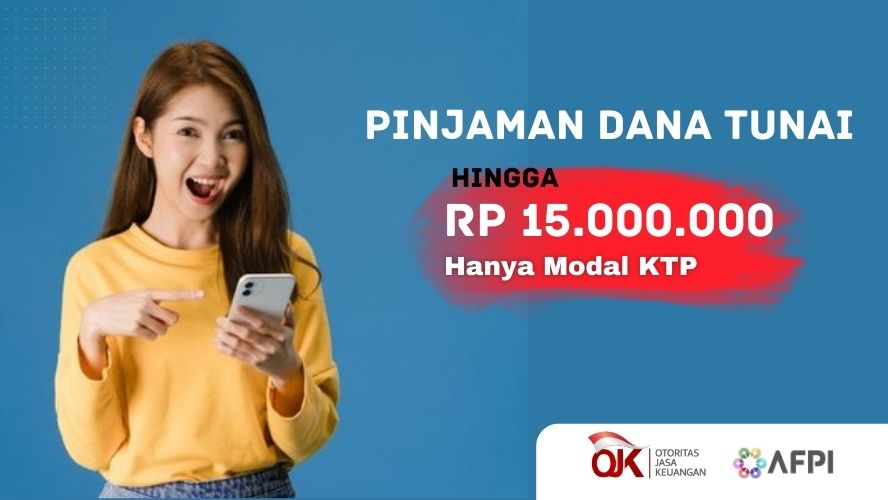 PINJAMAN DANA TUNAI
HINGGA
RP 15.000.000
Hanya Modal KTP
OJK
OTORITAS
JASA
KEUANGAN
AFPI